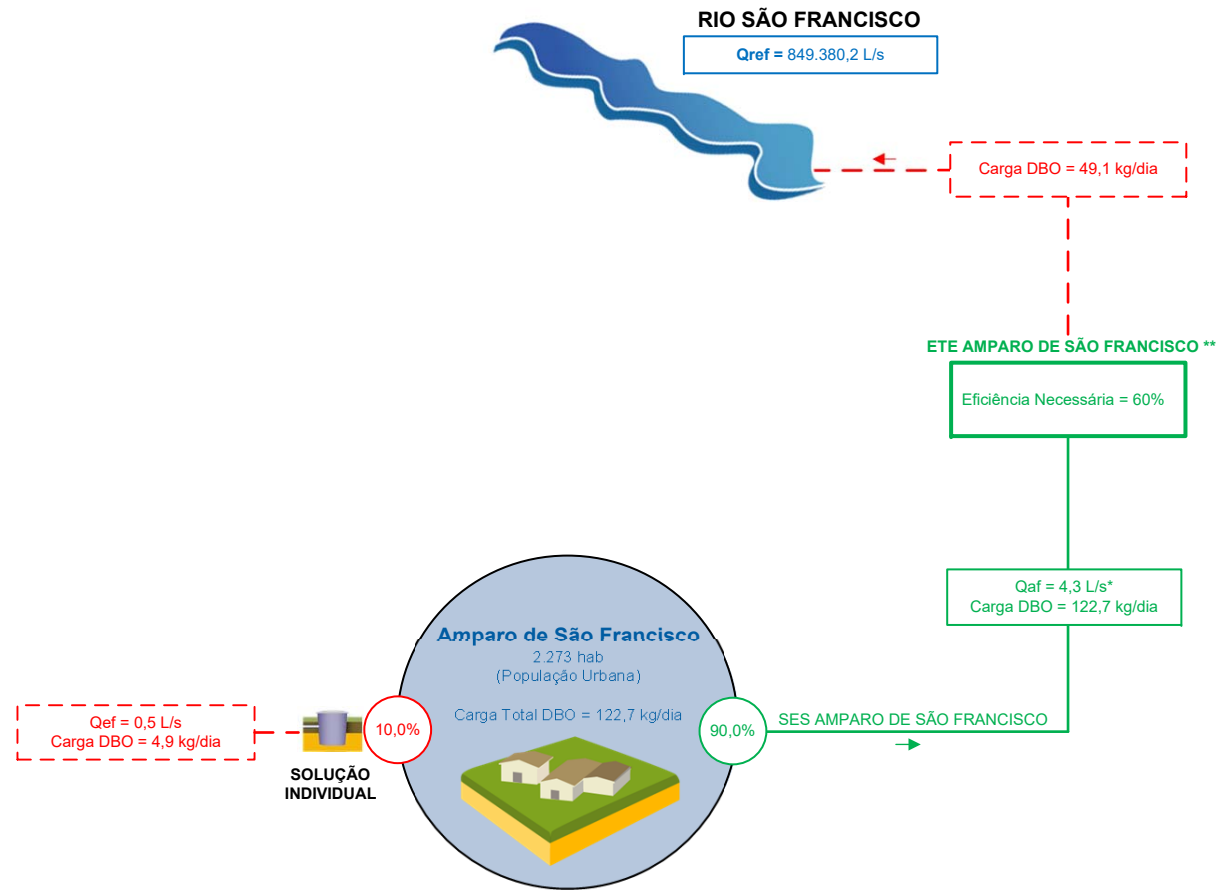 RIO SÃO FRANCISCO
Qref = 849.380,2 L/s
Carga DBO = 49,1 kg/dia
ETE AMPARO DE SÃO FRANCISCO **
Eficiência Necessária = 60%
Qaf = 4,3 L/s*
Carga DBO = 122,7 kg/dia
Amparo de São Francisco
2.273 hab
(População Urbana)
Carga Total DBO = 122,7 kg/dia
90,0%
SES AMPARO DE SÃO FRANCISCO
10,0%
Qef = 0,5 L/s
Carga DBO = 4,9 kg/dia
SOLUÇÃO
INDIVIDUAL